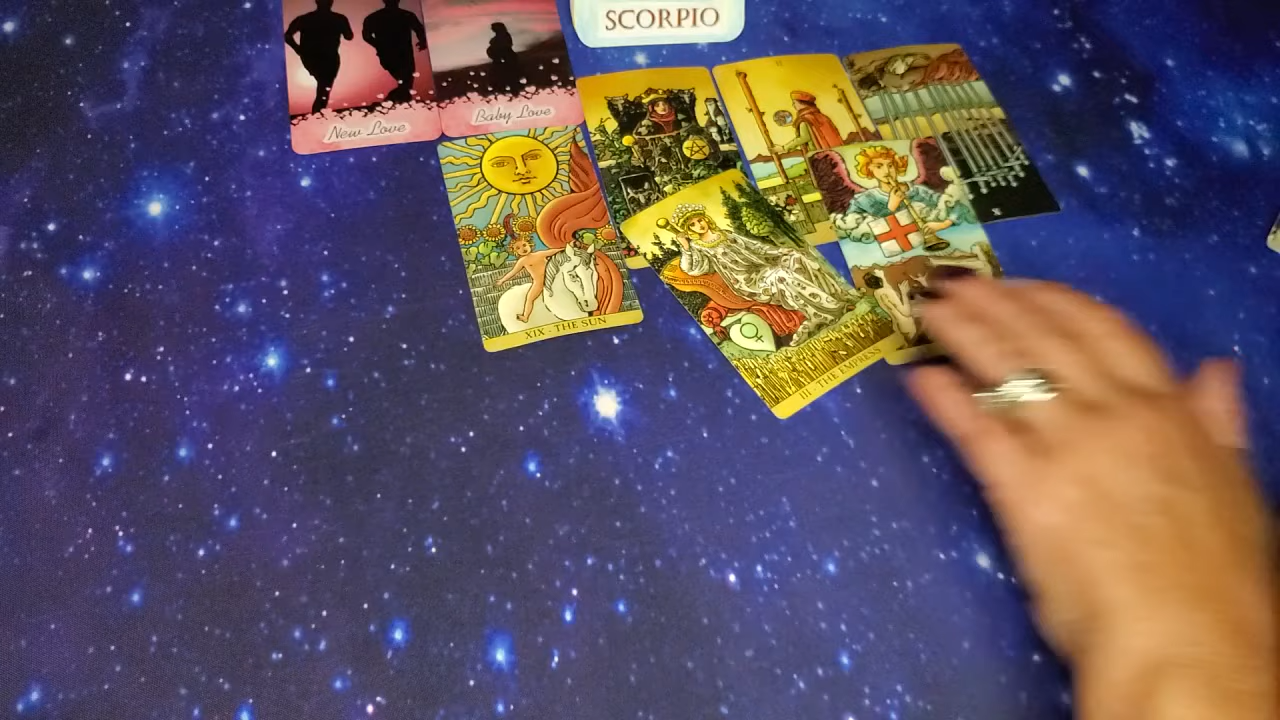 SCORPIO
New Love
Baby Love
XIX - THE SUN
III - THE EMPRESS
X